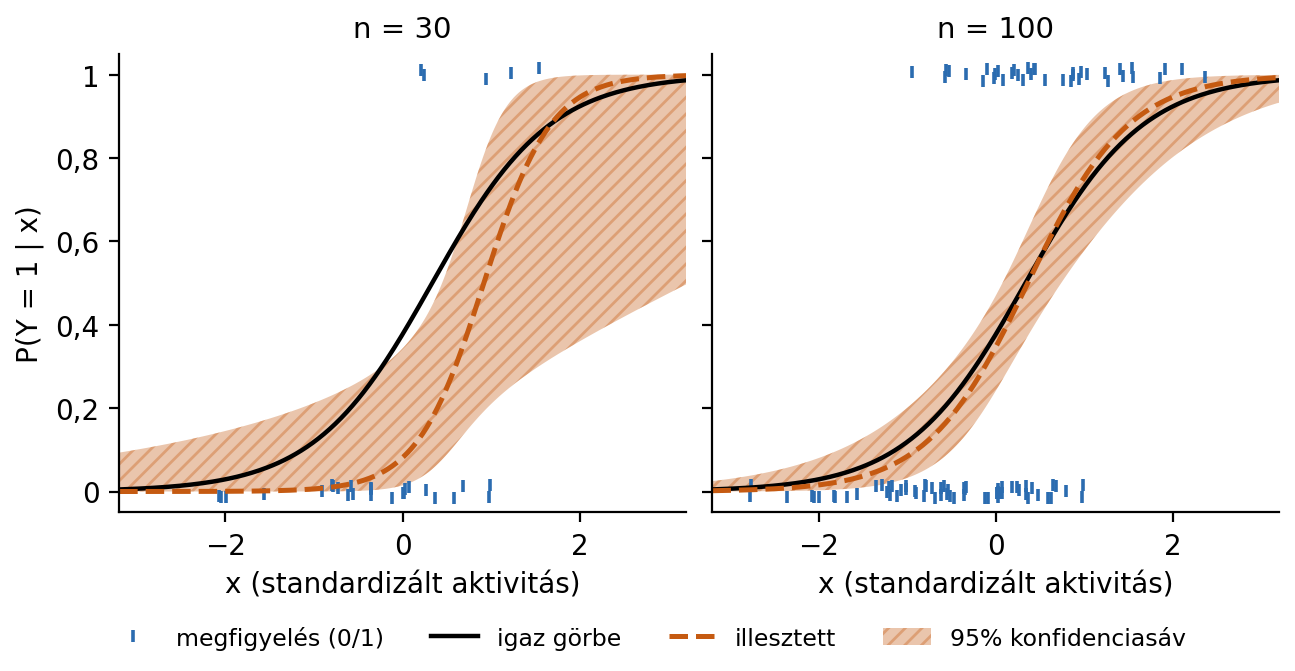 n = 30
n = 100
P(Y = 1 | x)
1
0,8
0,6
0,4
0,2
0
−2
0
2
−2
0
2
x (standardizált aktivitás)
x (standardizált aktivitás)
megfigyelés (0/1)
igaz görbe
illesztett
95% konfidenciasáv